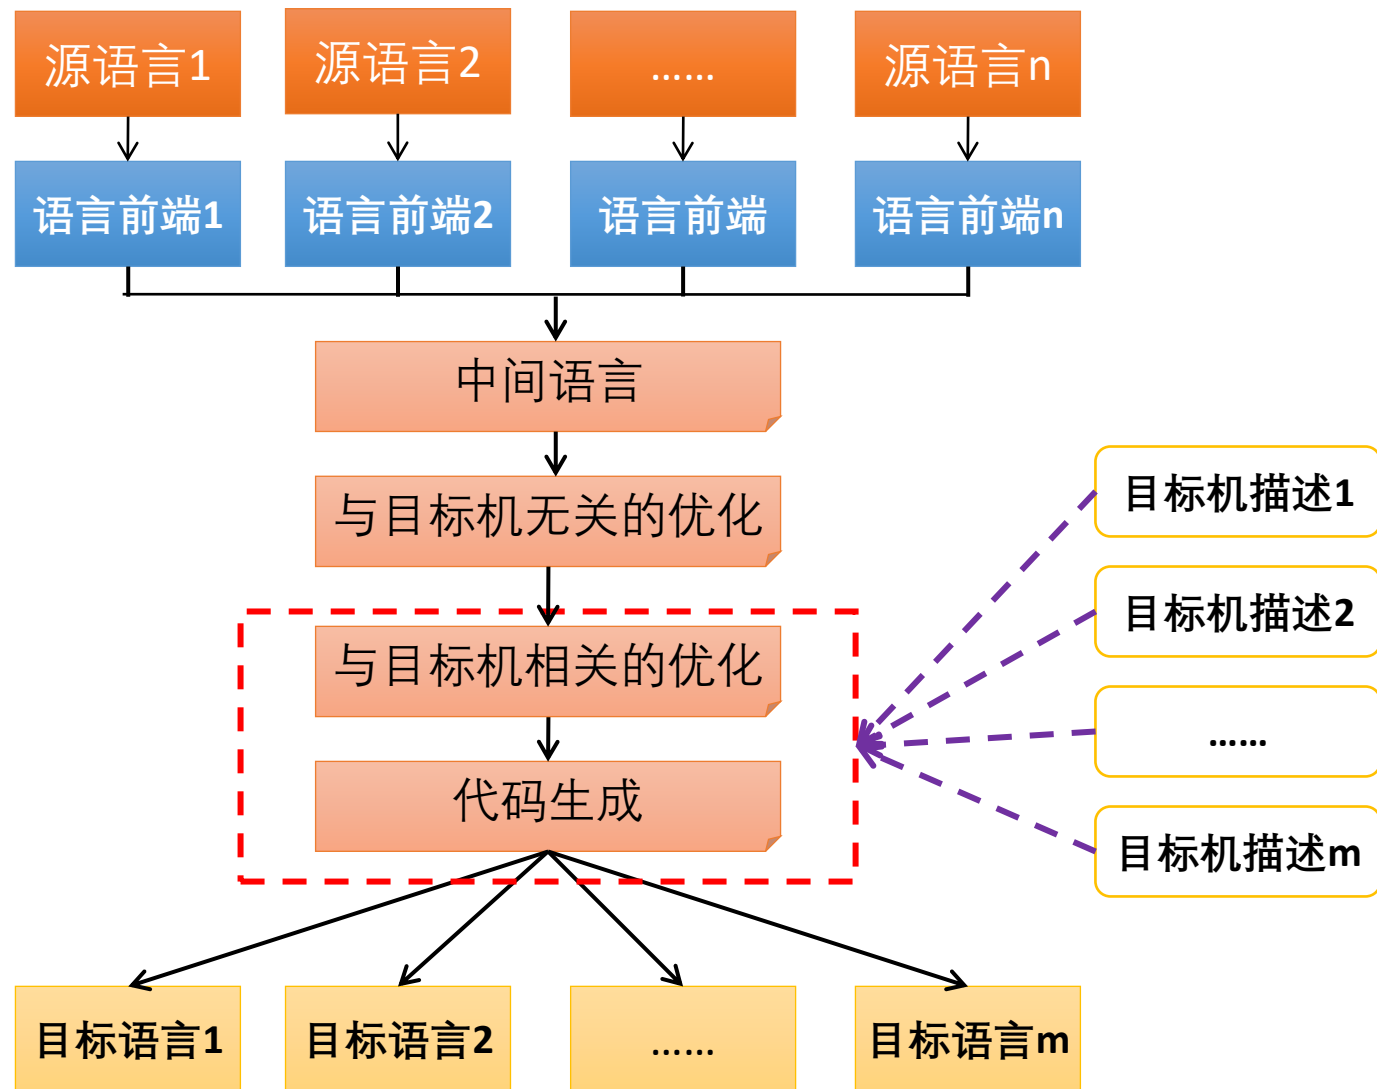 源语言1
源语言2
……
源语言n
语言前端1
语言前端2
语言前端
语言前端n
中间语言
与目标机无关的优化
与目标机相关的优化
代码生成
目标机描述1
目标机描述2
……
目标机描述m
目标语言1
目标语言2
……
目标语言m